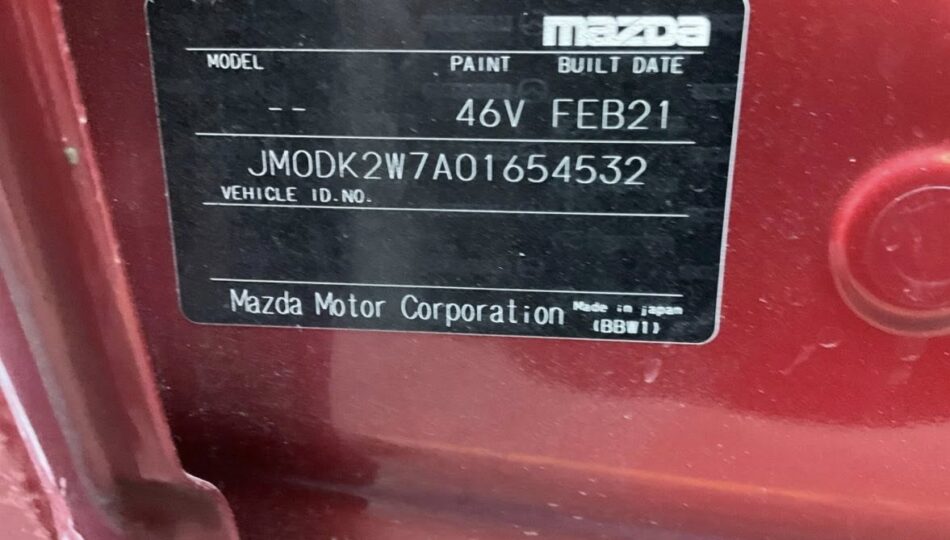 mazda
MODEL PAINT BUILT DATE
-- 46V FEB21
JM0DK2W7A01654532
VEHICLE ID.NO.
Mazda Motor Corporation Made in japan
(BBW1)